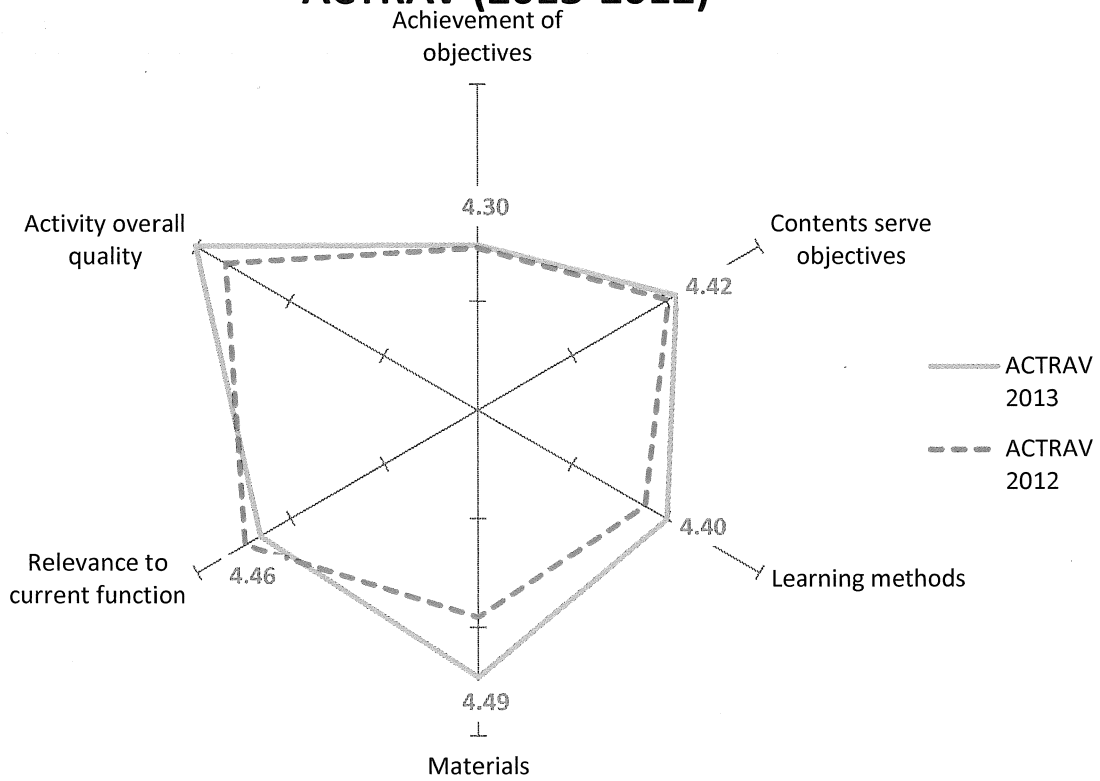 Achievement of
objectives
4.30
Activity overall
quality
Contents serve
objectives
4.42
ACTRAV
2013
ACTRAV
2012
4.40
Relevance to
current function
4.46
Learning methods
4.49
Materials